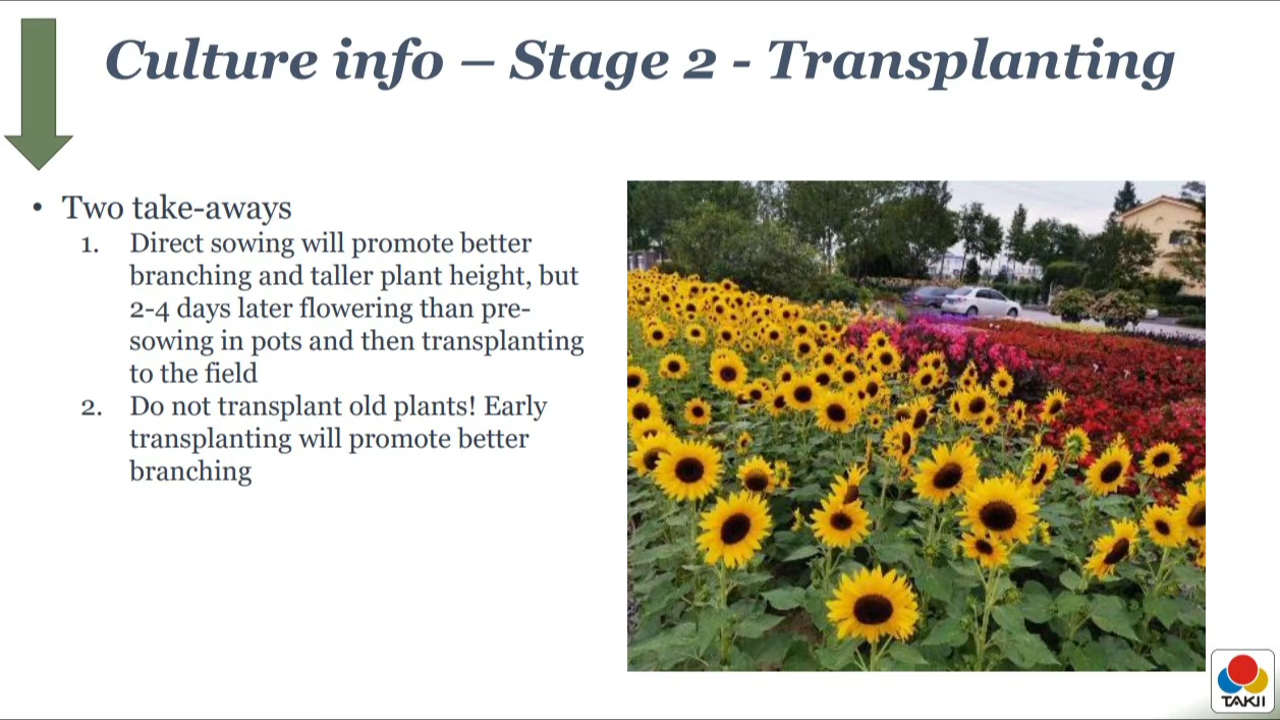 Culture info – Stage 2 - Transplanting
• Two take-aways
1. Direct sowing will promote better
branching and taller plant height, but
2-4 days later flowering than pre-
sowing in pots and then transplanting
to the field
2. Do not transplant old plants! Early
transplanting will promote better
branching
TAKII